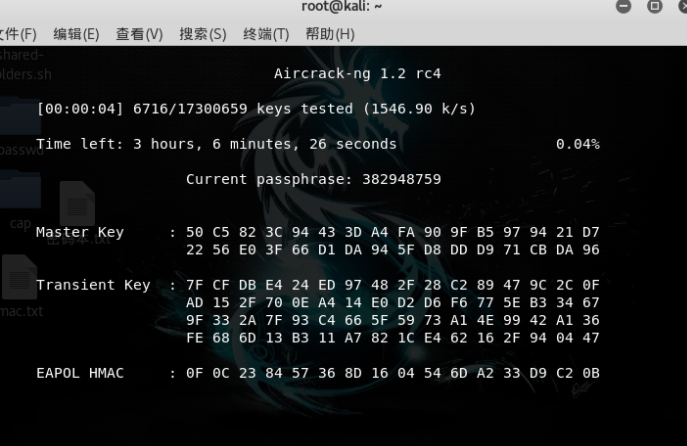 root@kali: ~
文件(F) 编辑(E) 查看(V) 搜索(S) 终端(T) 帮助(H)
shared-
olders.sh
Aircrack-ng 1.2 rc4
[00:00:04] 6716/17300659 keys tested (1546.90 k/s)
Time left: 3 hours, 6 minutes, 26 seconds 0.04%
passwd
Current passphrase: 382948759
cap
密码本.txt
Master Key : 50 C5 82 3C 94 43 3D A4 FA 90 9F B5 97 94 21 D7
22 56 E0 3F 66 D1 DA 94 5F D8 DD D9 71 CB DA 96
Transient Key : 7F CF DB E4 24 ED 97 48 2F 28 C2 89 47 9C 2C 0F
AD 15 2F 70 0E A4 14 E0 D2 D6 F6 77 5E B3 34 67
mac.txt
9F 33 2A 7F 93 C4 66 5F 59 73 A1 4E 99 42 A1 36
FE 68 6D 13 B3 11 A7 82 1C E4 62 16 2F 94 04 47
EAPOL HMAC : 0F 0C 23 84 57 36 8D 16 04 54 6D A2 33 D9 C2 0B